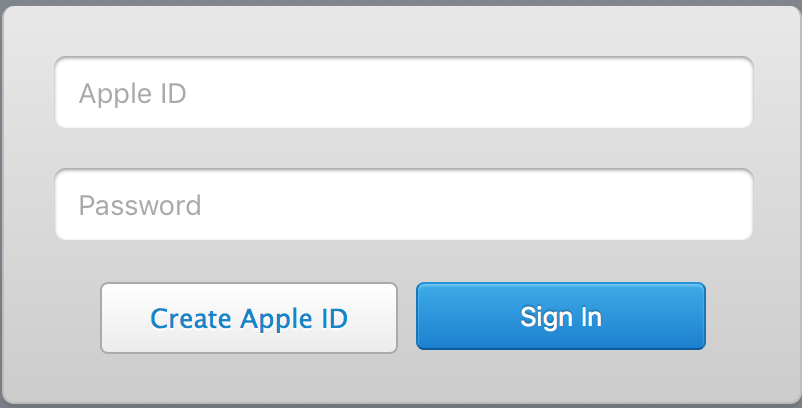 Apple ID
Password
Create Apple ID
Sign In